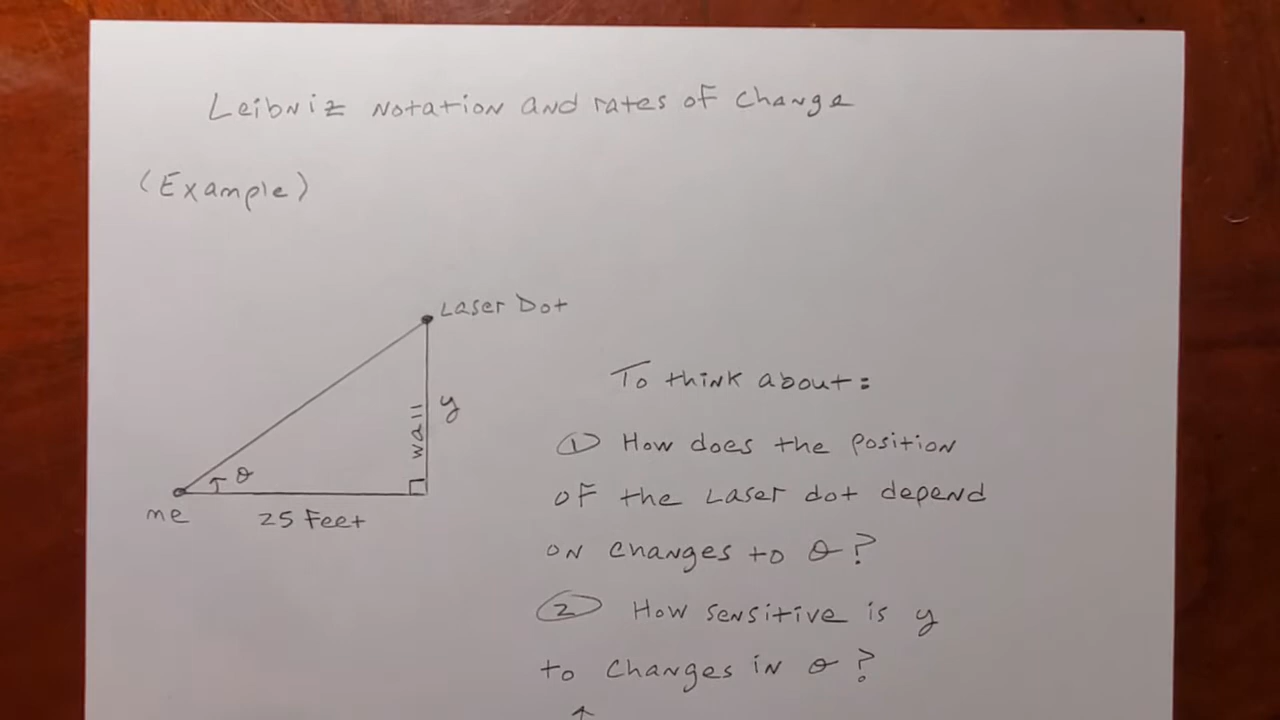 Leibniz notation and rates of change
(Example)
Laser Dot
y
wall
θ
me
25 Feet
To think about:
① How does the position
of the Laser dot depend
on changes to θ?
② How sensitive is y
to changes in θ?